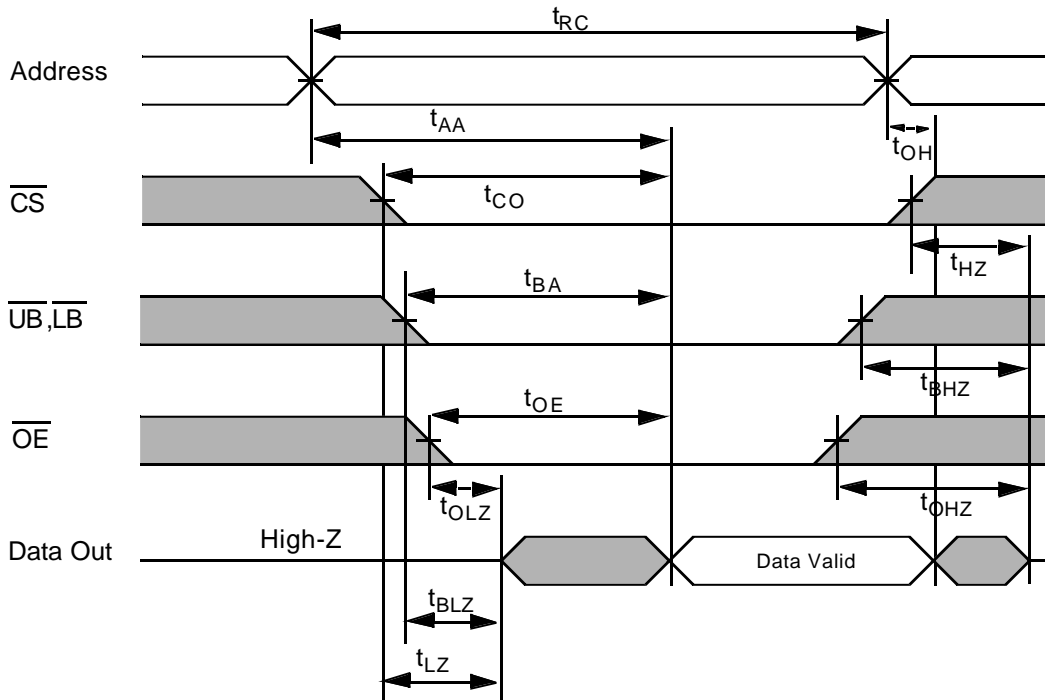 tRC
Address
tAA
tOH
CS
tCO
tHZ
UB,LB
tBA
tBHZ
OE
tOE
tOLZ
tOHZ
Data Out
High-Z
Data Valid
tBLZ
tLZ